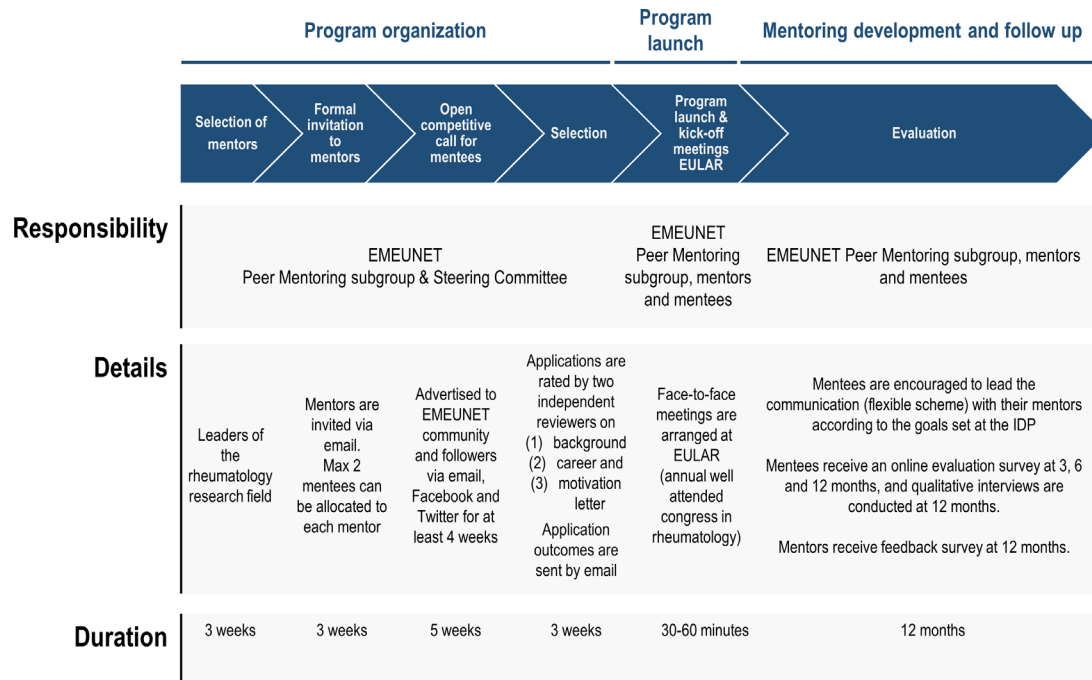 Program organization
Program
launch
Mentoring development and follow up
Selection of
mentors
Formal
invitation
to
mentors
Open
competitive
call for
mentees
Selection
Program
launch &
kick-off
meetings
EULAR
Evaluation
Responsibility
EMEUNET
Peer Mentoring subgroup & Steering Committee
EMEUNET
Peer Mentoring
subgroup, mentors
and mentees
EMEUNET Peer Mentoring subgroup, mentors
and mentees
Details
Leaders of
the
rheumatology
research field
Mentors are
invited via
email.
Max 2
mentees can
be allocated to
each mentor
Advertised to
EMEUNET
community
and followers
via email,
Facebook and
Twitter for at
least 4 weeks
Applications are
rated by two
independent
reviewers on
(1) background
(2) career and
(3) motivation
letter
Application
outcomes are
sent by email
Face-to-face
meetings are
arranged at
EULAR
(annual well
attended
congress in
rheumatology)
Mentees are encouraged to lead the
communication (flexible scheme) with their mentors
according to the goals set at the IDP
Mentees receive an online evaluation survey at 3, 6
and 12 months, and qualitative interviews are
conducted at 12 months.
Mentors receive feedback survey at 12 months.
Duration
3 weeks
3 weeks
5 weeks
3 weeks
30-60 minutes
12 months